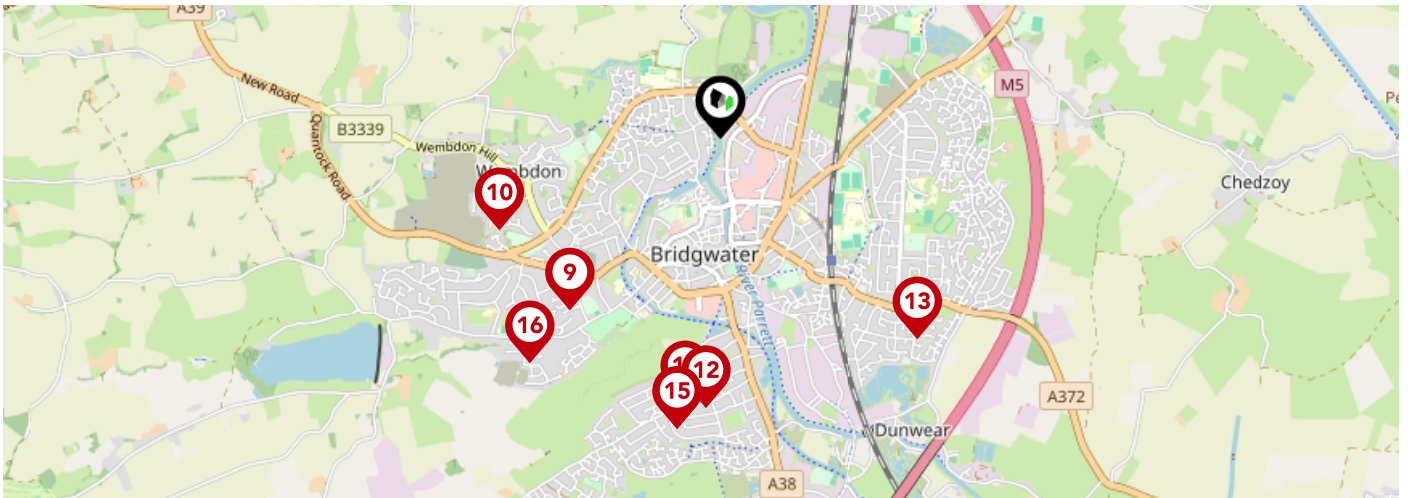 A39
New Road
M5
B3339
Quantock Road
Wembdon Hill
Wembdon
10
Chedzoy
Bridgwater
9
River Parrett
13
16
12
15
A372
Dunwear
A38